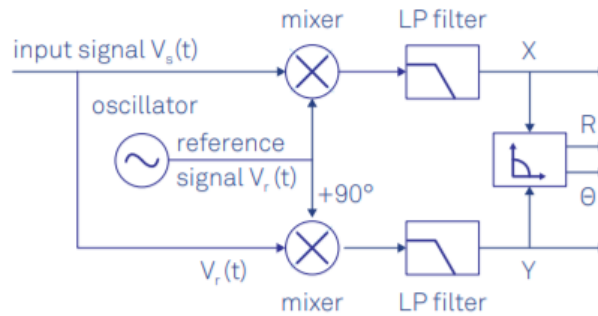 mixer
LP filter
input signal Vs(t)
X
oscillator
reference
signal Vr(t)
R
+90°
Θ
Vr(t)
Y
mixer
LP filter